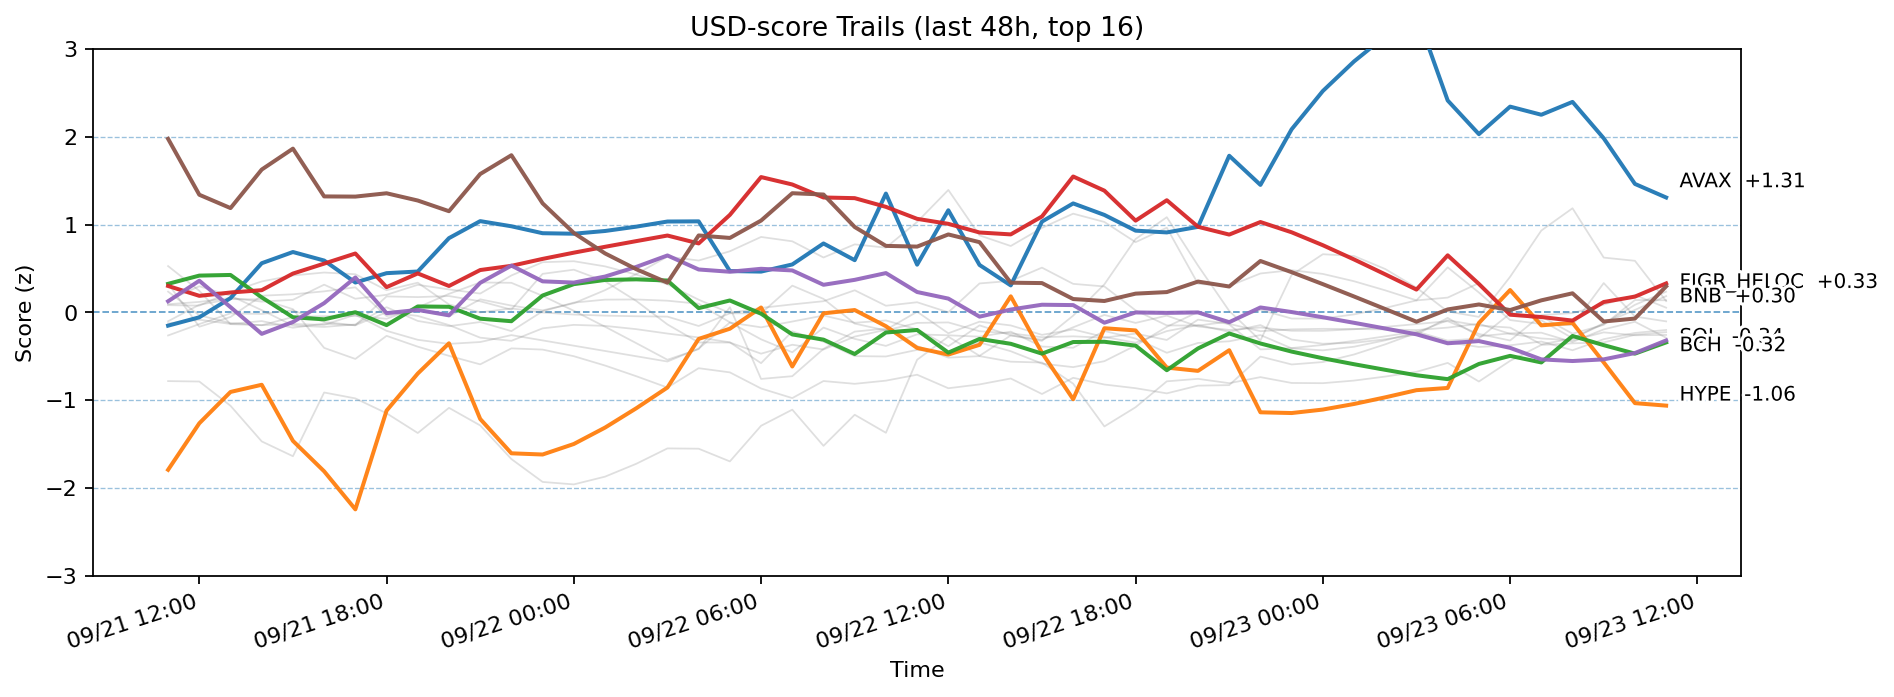 USD-score Trails (last 48h, top 16)
3
2
1
0
−1
−2
−3
Score (z)
AVAX +1.31
FIGR_HELOC +0.33
BNB +0.30
SOL -0.34
BCH -0.32
HYPE -1.06
09/21 12:00
09/21 18:00
09/22 00:00
09/22 06:00
09/22 12:00
09/22 18:00
09/23 00:00
09/23 06:00
09/23 12:00
Time